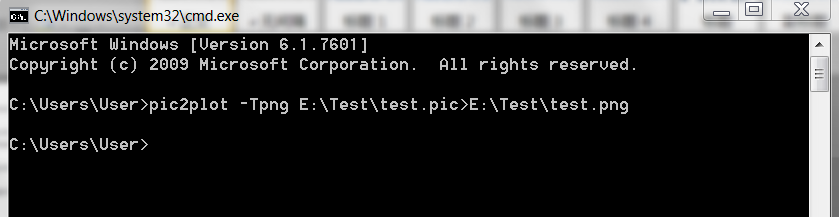 C:\Windows\system32\cmd.exe
Microsoft Windows [Version 6.1.7601]
Copyright (c) 2009 Microsoft Corporation.  All rights reserved.
C:\Users\User>pic2plot -Tpng E:\Test\test.pic>E:\Test\test.png
C:\Users\User>